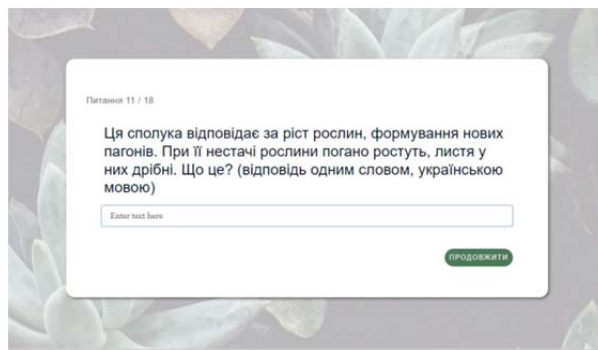 Питання 11 / 18
Ця сполука відповідає за ріст рослин, формування нових
пагонів. При її нестачі рослини погано ростуть, листя у
них дрібні. Що це? (відповідь одним словом, українською
мовою)
Enter text here
ПРОДОВЖИТИ